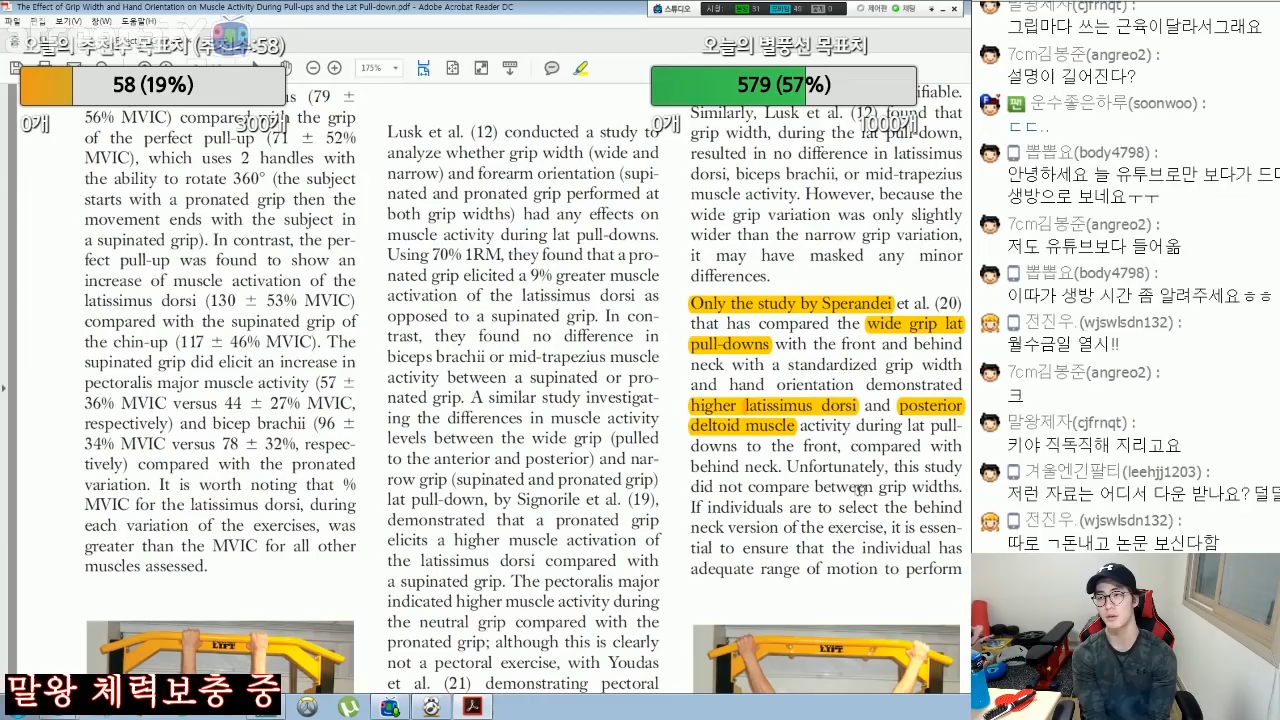 The Effect of Grip Width and Hand Orientation on Muscle Activity During Pull-ups and the Lat Pull-down.pdf - Adobe Acrobat Reader DC
스튜디오
파일 편집 보기(V) 창(W) 도움말
오늘의 추천수 목표치 (추천수:58)
58 (19%)
0개 300개
오늘의 별풍선 목표치
579 (57%)
0개 1000개
175%
us (79 ±
56% MVIC) compared the grip
of the perfect pull-up (71 ± 52%
MVIC), which uses 2 handles with
the ability to rotate 360° (the subject
starts with a pronated grip then the
movement ends with the subject in
a supinated grip). In contrast, the per-
fect pull-up was found to show an
increase of muscle activation of the
latissimus dorsi (130 ± 53% MVIC)
compared with the supinated grip of
the chin-up (117 ± 46% MVIC). The
supinated grip did elicit an increase in
pectoralis major muscle activity (57 ±
36% MVIC versus 44 ± 27% MVIC,
respectively) and bicep brachii (96 ±
34% MVIC versus 78 ± 32%, respec-
tively) compared with the pronated
variation. It is worth noting that %
MVIC for the latissimus dorsi, during
each variation of the exercises, was
greater than the MVIC for all other
muscles assessed.
Lusk et al. (12) conducted a study to
analyze whether grip width (wide and
narrow) and forearm orientation (supi-
nated and pronated grip performed at
both grip widths) had any effects on
muscle activity during lat pull-downs.
Using 70% 1RM, they found that a pro-
nated grip elicited a 9% greater muscle
activation of the latissimus dorsi as
opposed to a supinated grip. In con-
trast, they found no difference in
biceps brachii or mid-trapezius muscle
activity between a supinated or pro-
nated grip. A similar study investigat-
ing the differences in muscle activity
levels between the wide grip (pulled
to the anterior and posterior) and nar-
row grip (supinated and pronated grip)
lat pull-down, by Signorile et al. (19),
demonstrated that a pronated grip
elicits a higher muscle activation of
the latissimus dorsi compared with
a supinated grip. The pectoralis major
indicated higher muscle activity during
the neutral grip compared with the
pronated grip; although this is clearly
not a pectoral exercise, with Youdas
et al. (21) demonstrating pectoral
ifiable.
Similarly, Lusk et al. (12) found that
grip width, during the lat pull-down,
resulted in no difference in latissimus
dorsi, biceps brachii, or mid-trapezius
muscle activity. However, because the
wide grip variation was only slightly
wider than the narrow grip variation,
it may have masked any minor
differences.
Only the study by Sperandei et al. (20)
that has compared the wide grip lat
pull-downs with the front and behind
neck with a standardized grip width
and hand orientation demonstrated
higher latissimus dorsi and posterior
deltoid muscle activity during lat pull-
downs to the front, compared with
behind neck. Unfortunately, this study
did not compare between grip widths.
If individuals are to select the behind
neck version of the exercise, it is essen-
tial to ensure that the individual has
adequate range of motion to perform
LYFT
LYFT
말왕 체력보충 중
말왕제자(cjfrnqt) :
그립마다 쓰는 근육이달라서그래요
7cm김봉준(angreo2) :
설명이 길어진다?
팬 운수좋은하루(soonwoo) :
ㄷㄷ..
뽑뽑요(body4798) :
안녕하세요 늘 유투브로만 보다가 드디
생방으로 보네요ㅜㅜ
7cm김봉준(angreo2) :
저도 유튜브보다 들어옮
뽑뽑요(body4798) :
이따가 생방 시간 좀 알려주세요ㅎㅎ
전진우.(wjswlsdn132) :
월수금일 열시!!
7cm김봉준(angreo2) :
크
말왕제자(cjfrnqt) :
키야 직독직해 지리고요
겨울엔긴팔티(leehjj1203) :
저런 자료는 어디서 다운 받나요? 덜덜
전진우.(wjswlsdn132) :
따로 ㄱ돈내고 논문 보신다함